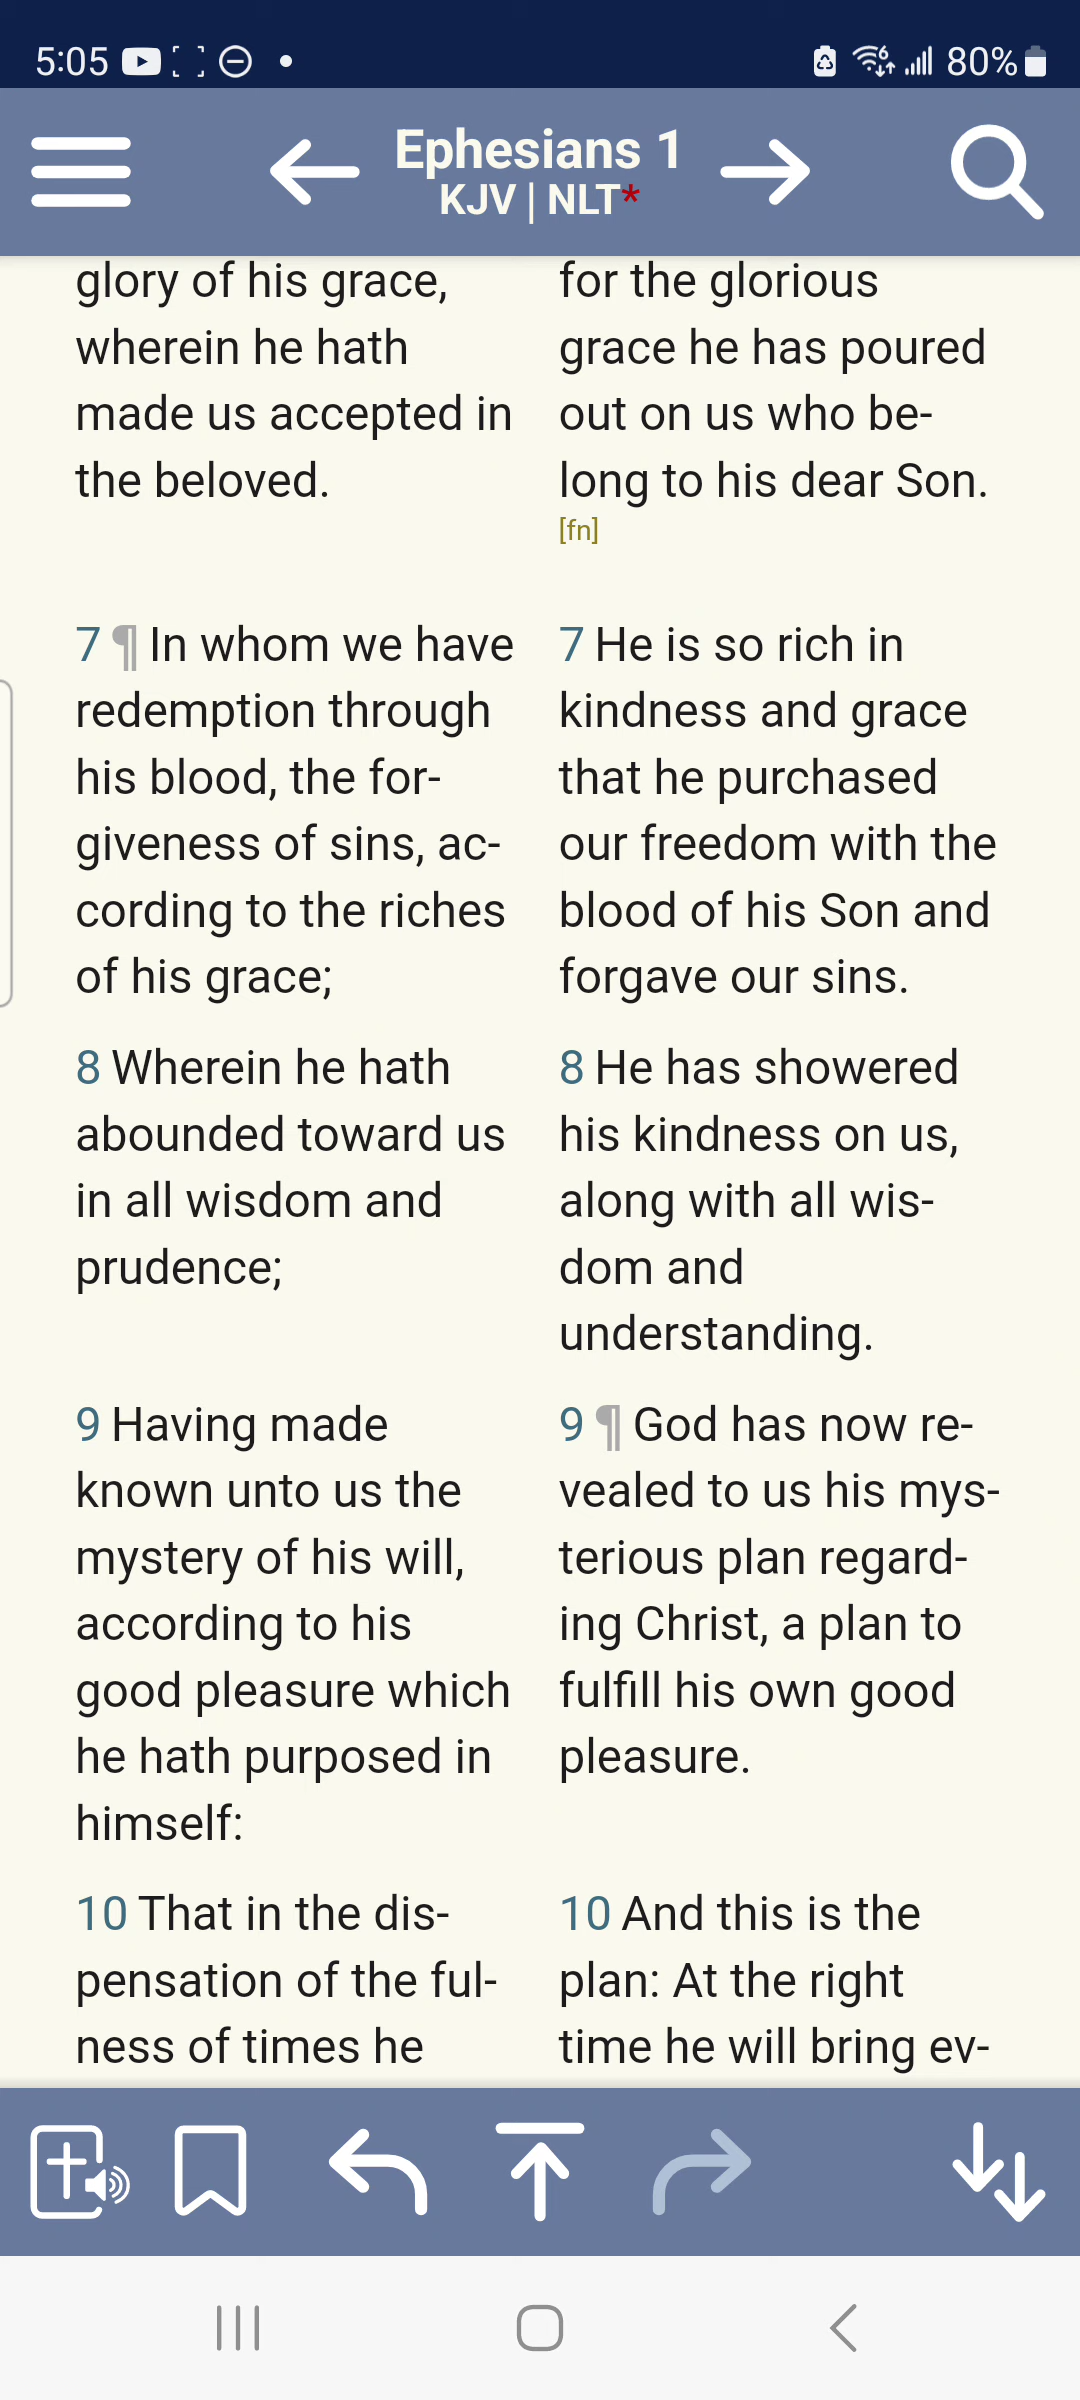 5:05
80%
Ephesians 1
KJV | NLT*
glory of his grace,
wherein he hath
made us accepted in
the beloved.
7 ¶ In whom we have
redemption through
his blood, the for-
giveness of sins, ac-
cording to the riches
of his grace;
8 Wherein he hath
abounded toward us
in all wisdom and
prudence;
9 Having made
known unto us the
mystery of his will,
according to his
good pleasure which
he hath purposed in
himself:
10 That in the dis-
pensation of the ful-
ness of times he
for the glorious
grace he has poured
out on us who be-
long to his dear Son.
[fn]
7 He is so rich in
kindness and grace
that he purchased
our freedom with the
blood of his Son and
forgave our sins.
8 He has showered
his kindness on us,
along with all wis-
dom and
understanding.
9 ¶ God has now re-
vealed to us his mys-
terious plan regard-
ing Christ, a plan to
fulfill his own good
pleasure.
10 And this is the
plan: At the right
time he will bring ev-